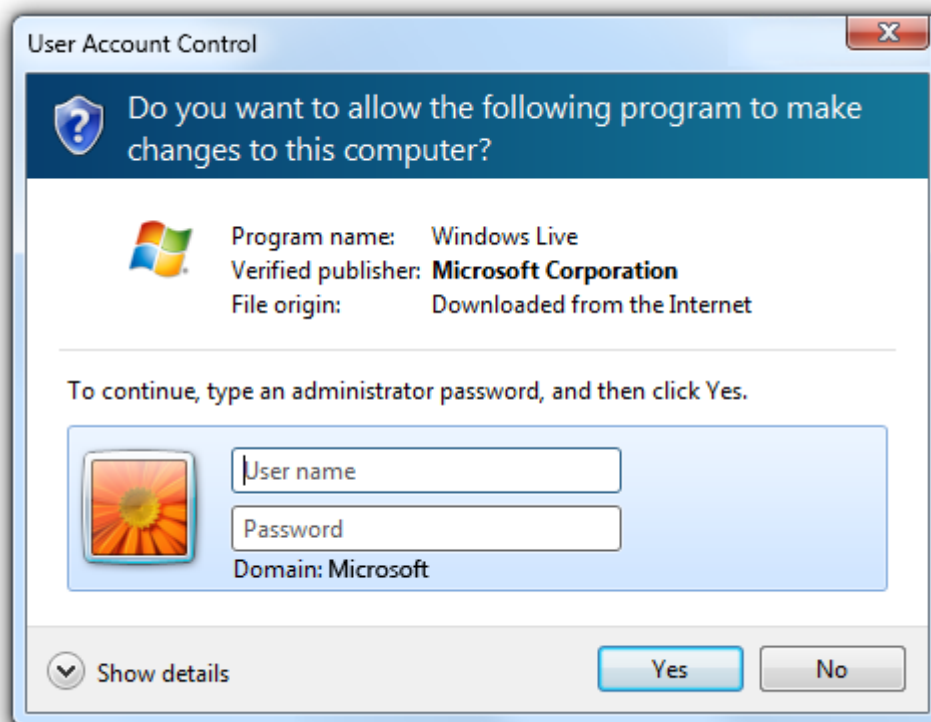 User Account Control
Do you want to allow the following program to make
changes to this computer?
Program name: Windows Live
Verified publisher: Microsoft Corporation
File origin: Downloaded from the Internet
To continue, type an administrator password, and then click Yes.
User name
Password
Domain: Microsoft
Show details
Yes
No